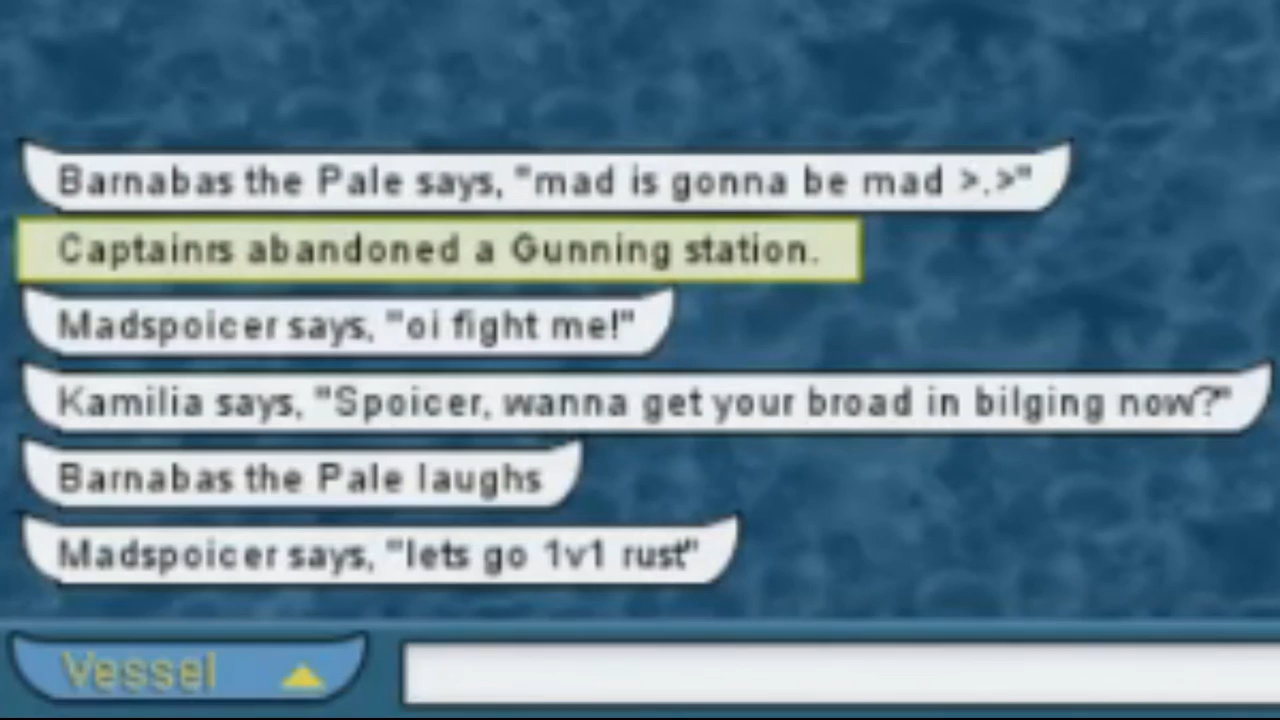 Barnabas the Pale says, "mad is gonna be mad >.>"
Captainrs abandoned a Gunning station.
Madspoicer says, "oi fight me!"
Kamilia says, "Spoicer, wanna get your broad in bilging now?"
Barnabas the Pale laughs
Madspoicer says, "lets go 1v1 rust"
Vessel